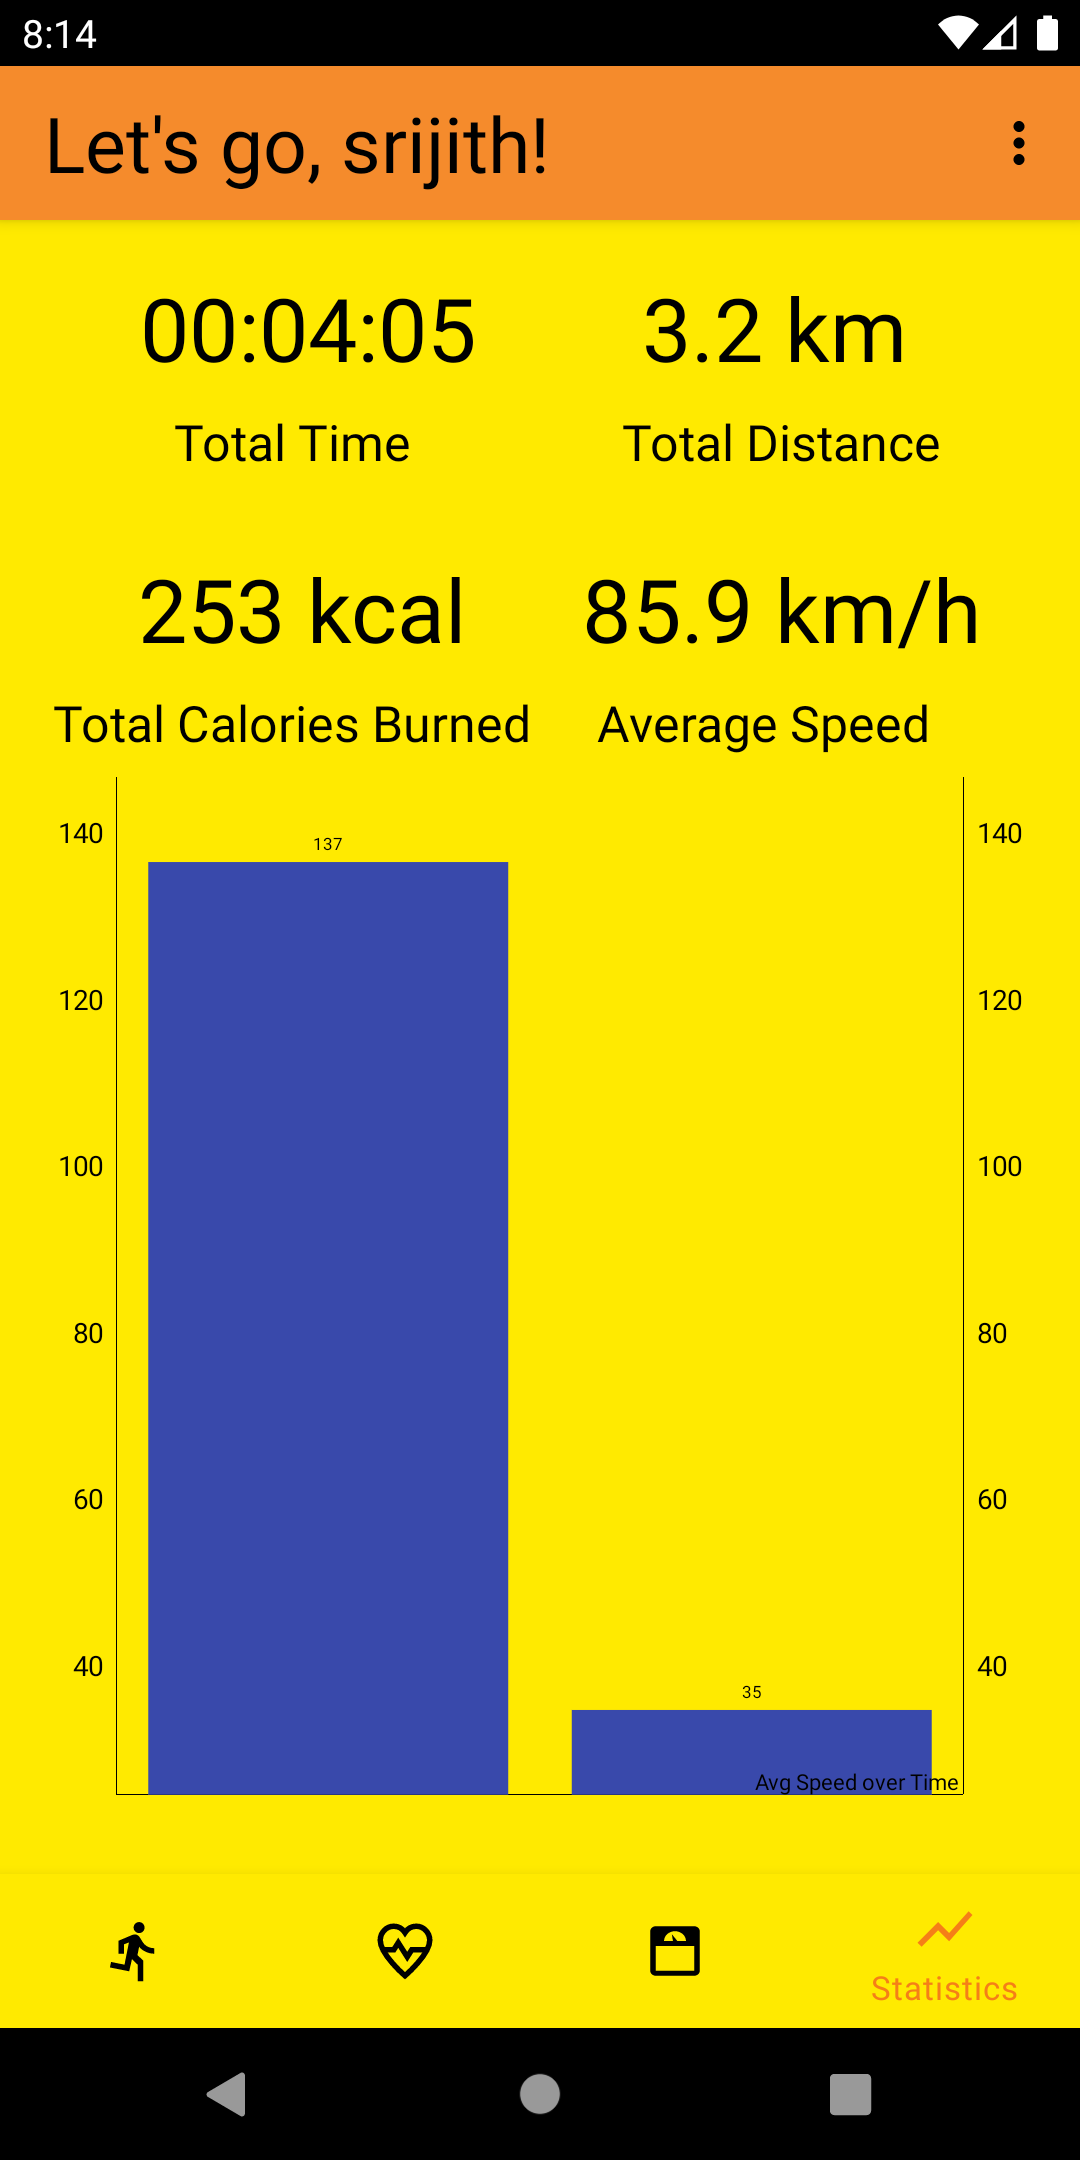 8:14
Let's go, srijith!
00:04:05 3.2 km
Total Time Total Distance
253 kcal 85.9 km/h
Total Calories Burned Average Speed
140 137 140
120 120
100 100
80 80
60 60
40 40
35
Avg Speed over Time
Statistics